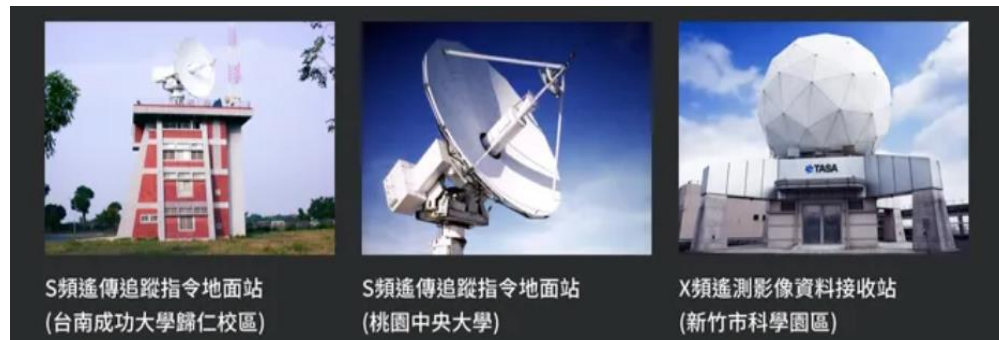 TASA
S頻遙傳追蹤指令地面站
(台南成功大學歸仁校區)
S頻遙傳追蹤指令地面站
(桃園中央大學)
X頻遙測影像資料接收站
(新竹市科學園區)